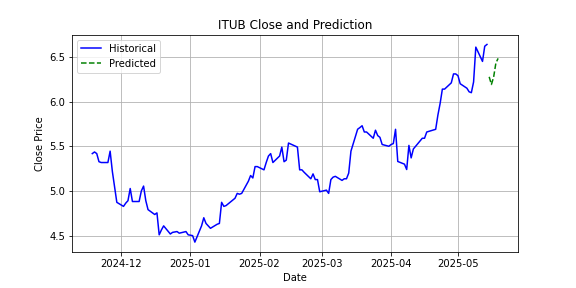 ITUB Close and Prediction
Historical
Predicted
Close Price
6.5
6.0
5.5
5.0
4.5
2024-12
2025-01
2025-02
2025-03
2025-04
2025-05
Date